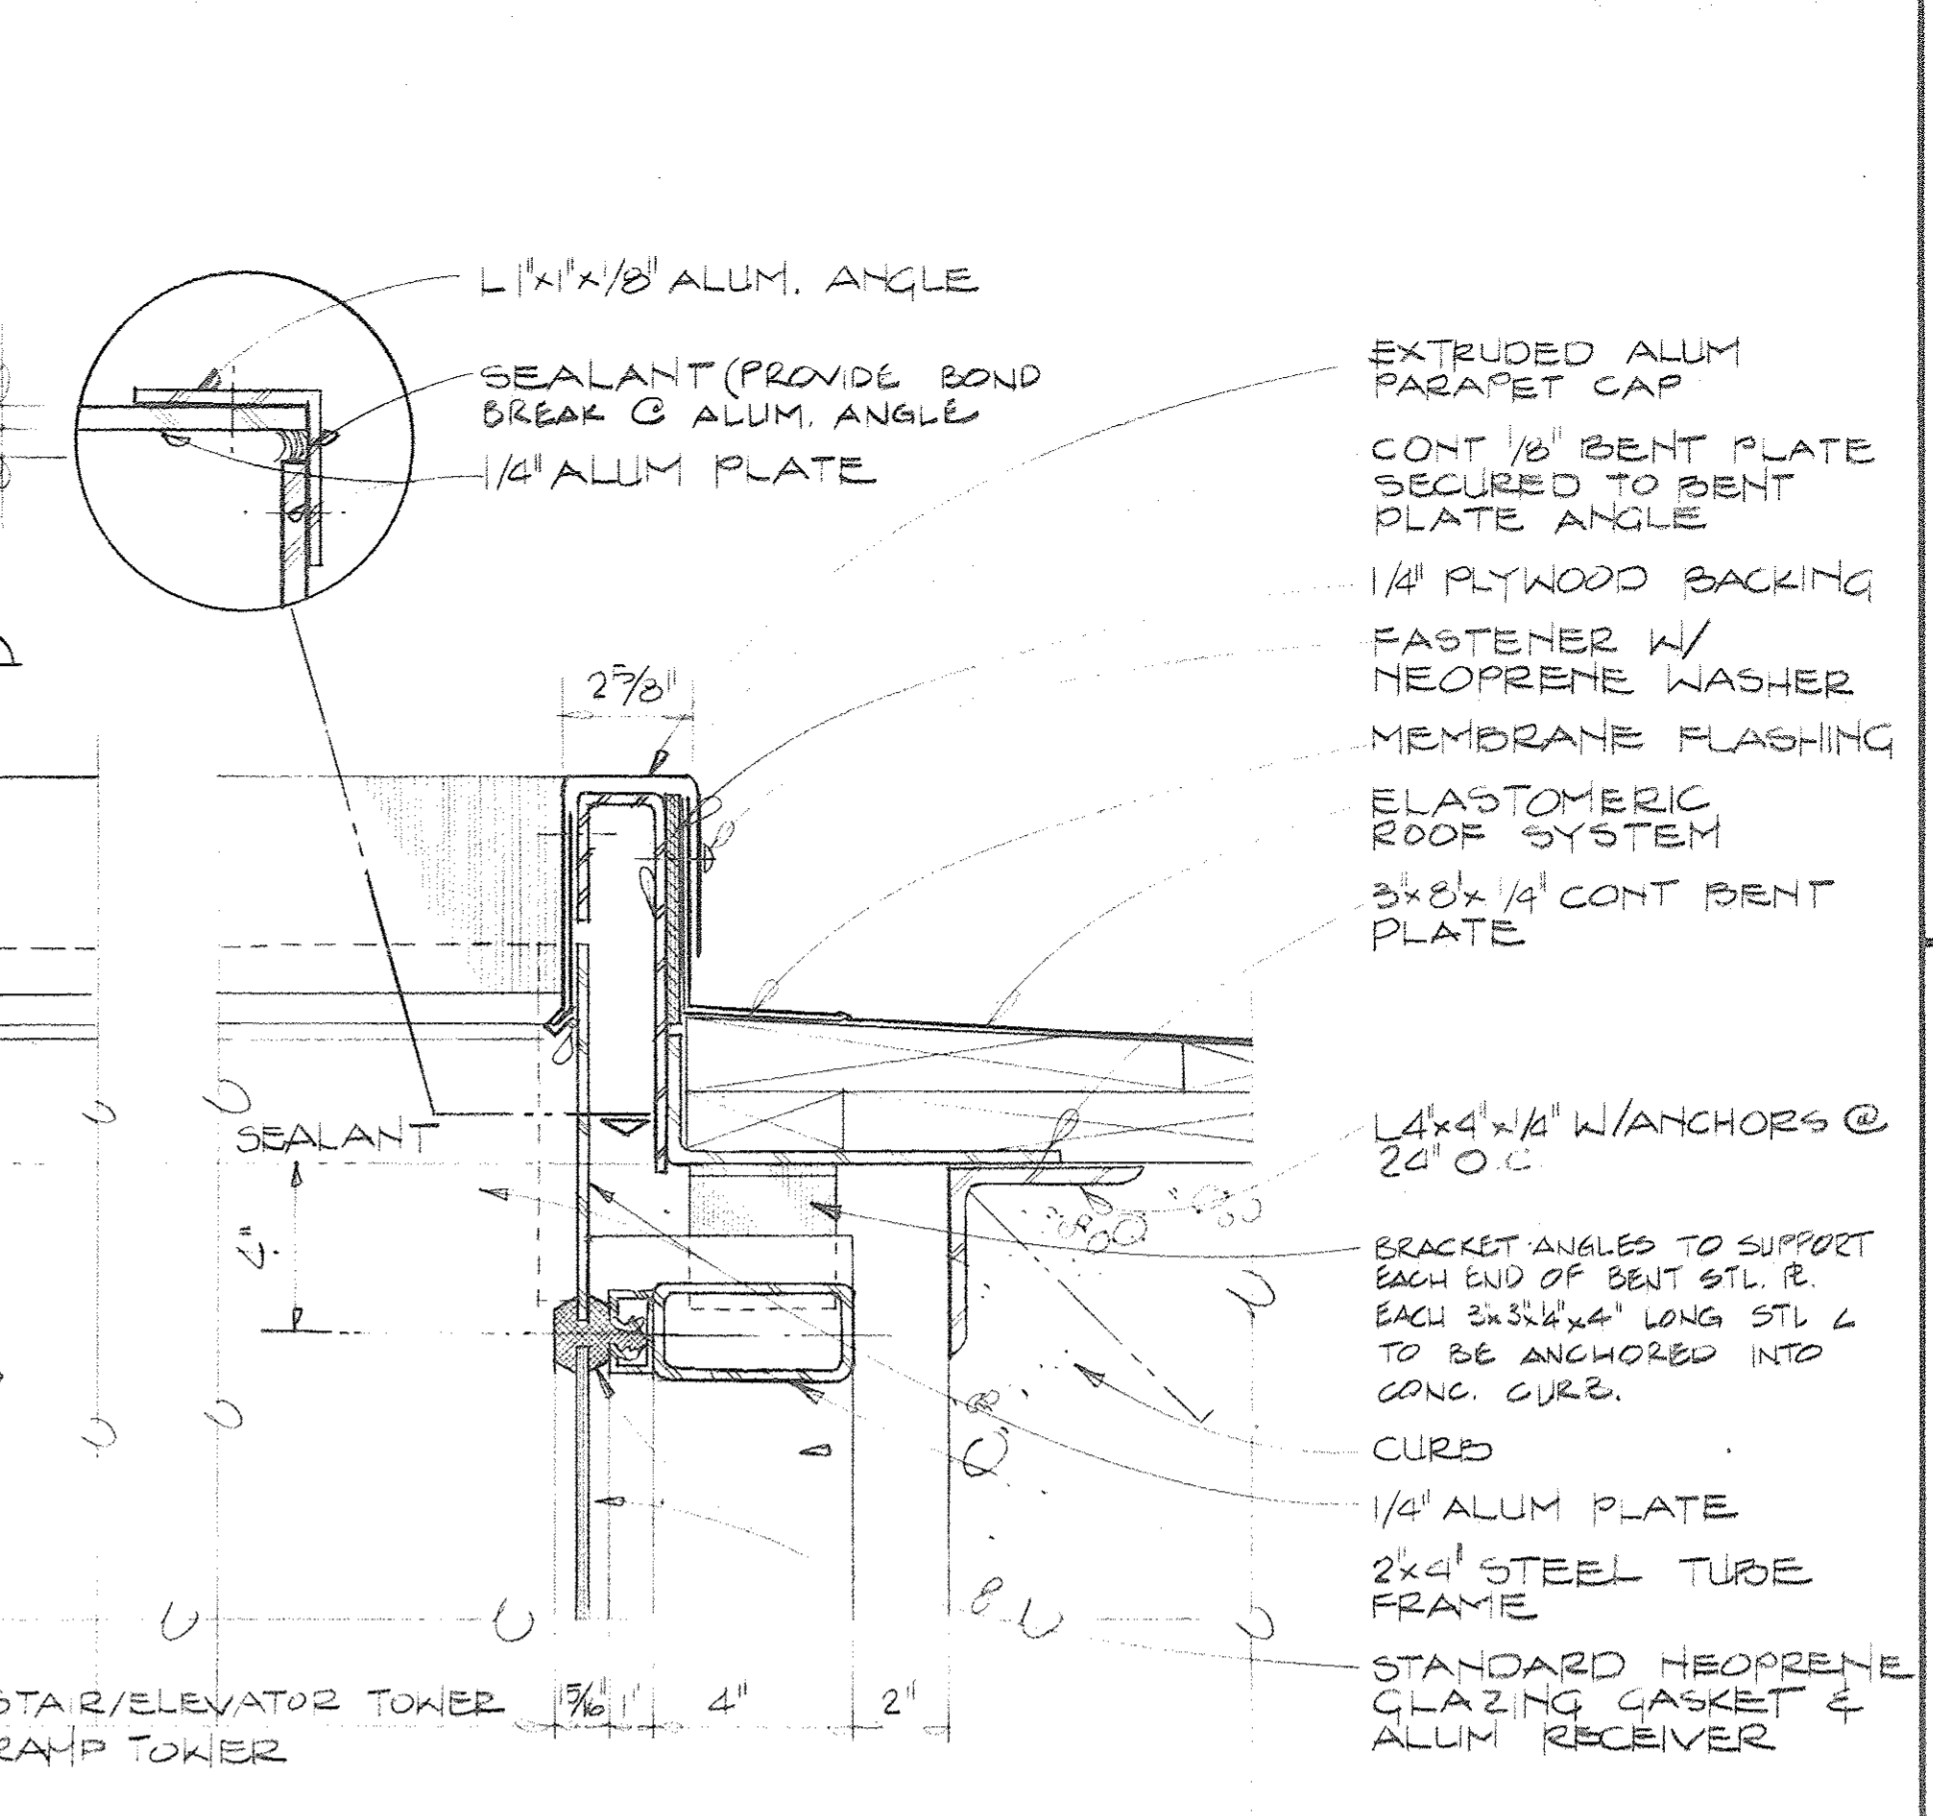 L 1"x1"x1/8" ALUM. ANGLE
SEALANT (PROVIDE BOND
BREAK @ ALUM. ANGLE
1/4" ALUM PLATE
EXTRUDED ALUM
PARAPET CAP
CONT 1/8" BENT PLATE
SECURED TO BENT
PLATE ANGLE
1/4" PLYWOOD BACKING
FASTENER W/
NEOPRENE WASHER
MEMBRANE FLASHING
ELASTOMERIC
ROOF SYSTEM
3"x8"x1/4" CONT BENT
PLATE
L4"x4"x1/4" W/ANCHORS @
24" O.C.
BRACKET ANGLES TO SUPPORT
EACH END OF BENT STL. PL.
EACH 3"x3"x1/4"x4" LONG STL L
TO BE ANCHORED INTO
CONC. CURB.
CURB
1/4" ALUM PLATE
2"x4" STEEL TUBE
FRAME
STANDARD NEOPRENE
GLAZING GASKET &
ALUM RECEIVER
2 5/8"
SEALANT
4"
STAIR/ELEVATOR TOWER
RAMP TOWER
1" 4" 2"